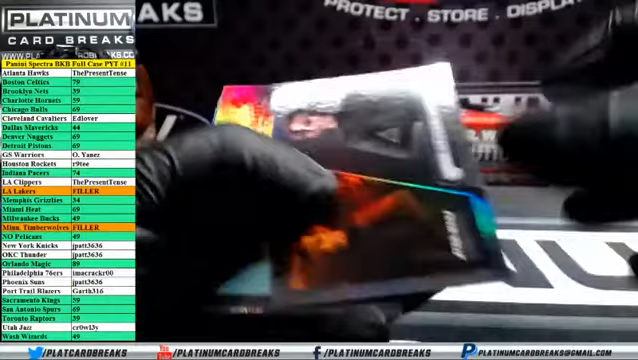 PLATINUM
CARD BREAKS
Panini Spectra BKB Full Case PYT #11
Atlanta Hawks ThePresentTense
Boston Celtics 79
Brooklyn Nets 39
Charlotte Hornets 59
Chicago Bulls 69
Cleveland Cavaliers Edlover
Dallas Mavericks 44
Denver Nuggets 69
Detroit Pistons 69
GS Warriors O. Yanez
Houston Rockets r9tee
Indiana Pacers 74
LA Clippers ThePresentTense
LA Lakers FILLER
Memphis Grizzlies 34
Miami Heat 69
Milwaukee Bucks 49
Minn. Timberwolves FILLER
NO Pelicans 49
New York Knicks jpatt3636
OKC Thunder jpatt3636
Orlando Magic 89
Philadelphia 76ers imacrackr00
Phoenix Suns jpatt3636
Port Trail Blazers Garth316
Sacramento Kings 59
San Antonio Spurs 69
Toronto Raptors 39
Utah Jazz cr0wl3y
Wash Wizards 49
BREAKS
PROTECT . STORE . DISPLA
@/PLATCARDBREAKS
/PLATINUMCARDBREAKS
/PLATINUMCARDBREAKS
PLATINUMCARDBREAKS@GMAIL.COM